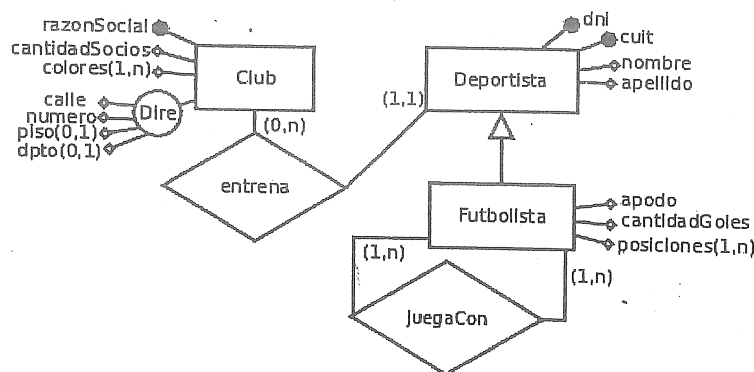 razonSocial
cantidadSocios
colores(1,n)
Club
calle
numero
piso(0,1)
dpto(0,1)
Dire
(0,n)
entrena
(1,1)
Deportista
dni
cuit
nombre
apellido
Futbolista
apodo
cantidadGoles
posiciones(1,n)
(1,n)
(1,n)
JuegaCon